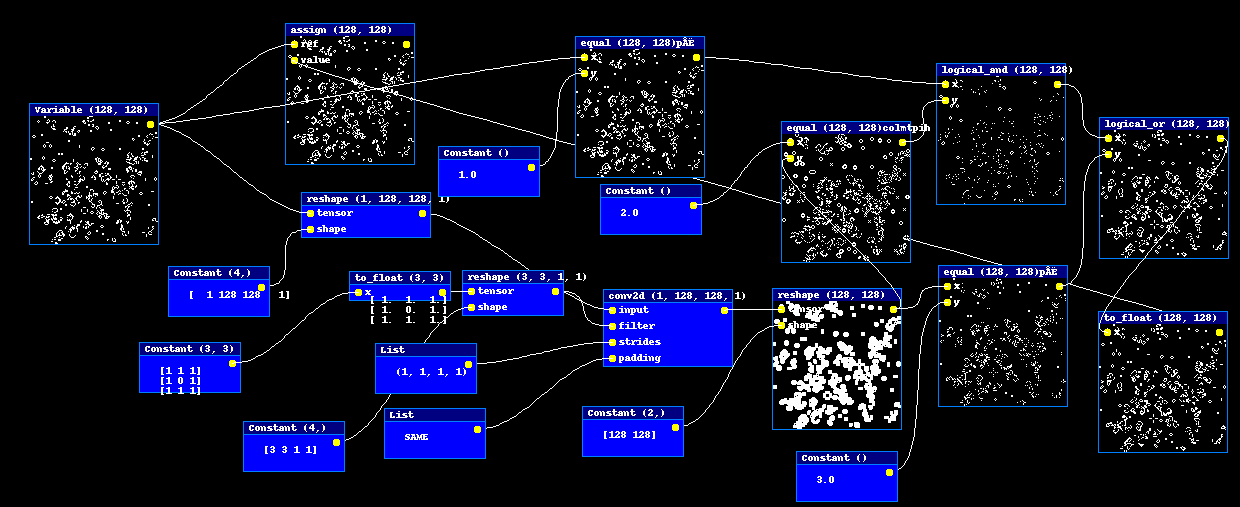 assign (128, 128)
ref
value
equal (128, 128)pÅË
x
y
logical_and (128, 128)
x
y
Variable (128, 128)
equal (128, 128)colmtpih
x
y
logical_or (128, 128)
x
y
Constant ()
1.0
Constant ()
2.0
reshape (1, 128, 128, 1)
tensor
shape
Constant (4,)
[  1 128 128   1]
to_float (3, 3)
x
[ 1.  1.  1.]
[ 1.  0.  1.]
[ 1.  1.  1.]
reshape (3, 3, 1, 1)
tensor
shape
conv2d (1, 128, 128, 1)
input
filter
strides
padding
reshape (128, 128)
tensor
shape
equal (128, 128)pÅË
x
y
to_float (128, 128)
x
Constant (3, 3)
[1 1 1]
[1 0 1]
[1 1 1]
List
(1, 1, 1, 1)
List
SAME
Constant (4,)
[3 3 1 1]
Constant (2,)
[128 128]
Constant ()
3.0